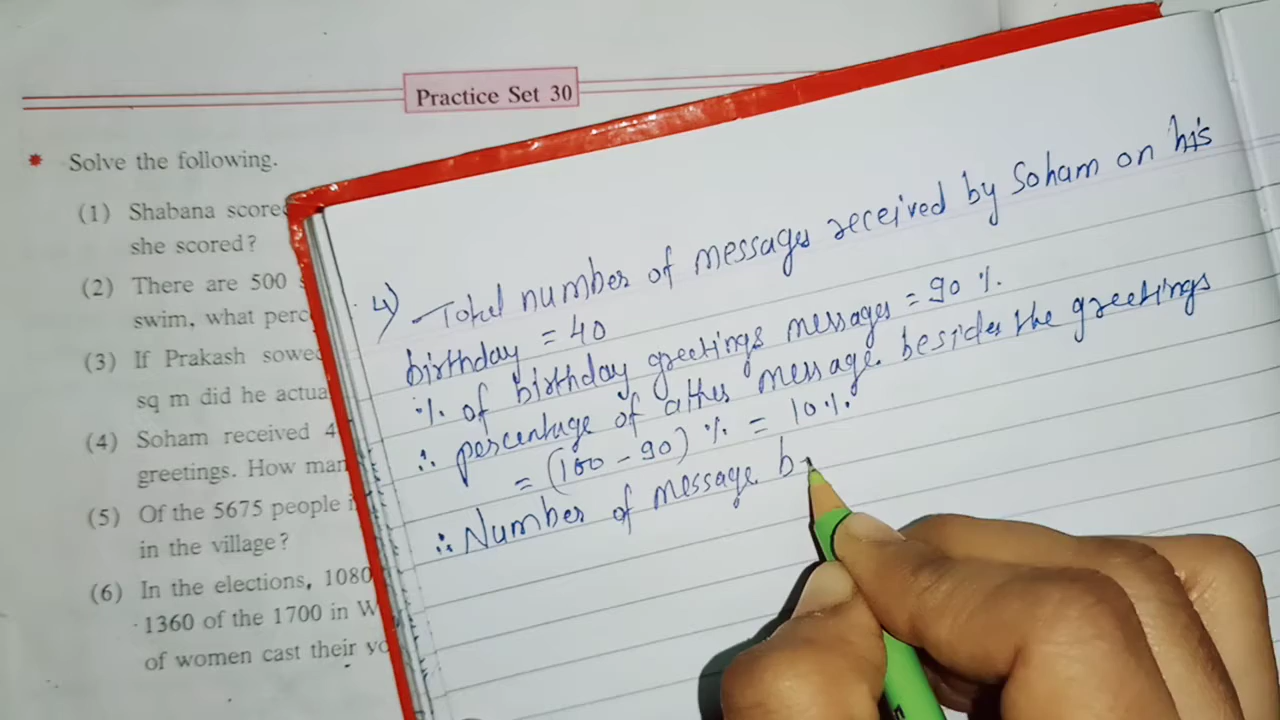 Practice Set 30
Solve the following.
(1) Shabana score
she scored?
(2) There are 500
swim, what perc
(3) If Prakash sowed
sq m did he actua
(4) Soham received 4
greetings. How man
(5) Of the 5675 people i
in the village?
(6) In the elections, 1080
1360 of the 1700 in W
of women cast their yo
4) Total number of messages received by Soham on his
birthday = 40
% of birthday greetings messages = 90 %.
∴ percentage of other message. besides the greetings
= (100 - 90) % = 10%.
∴ Number of message b